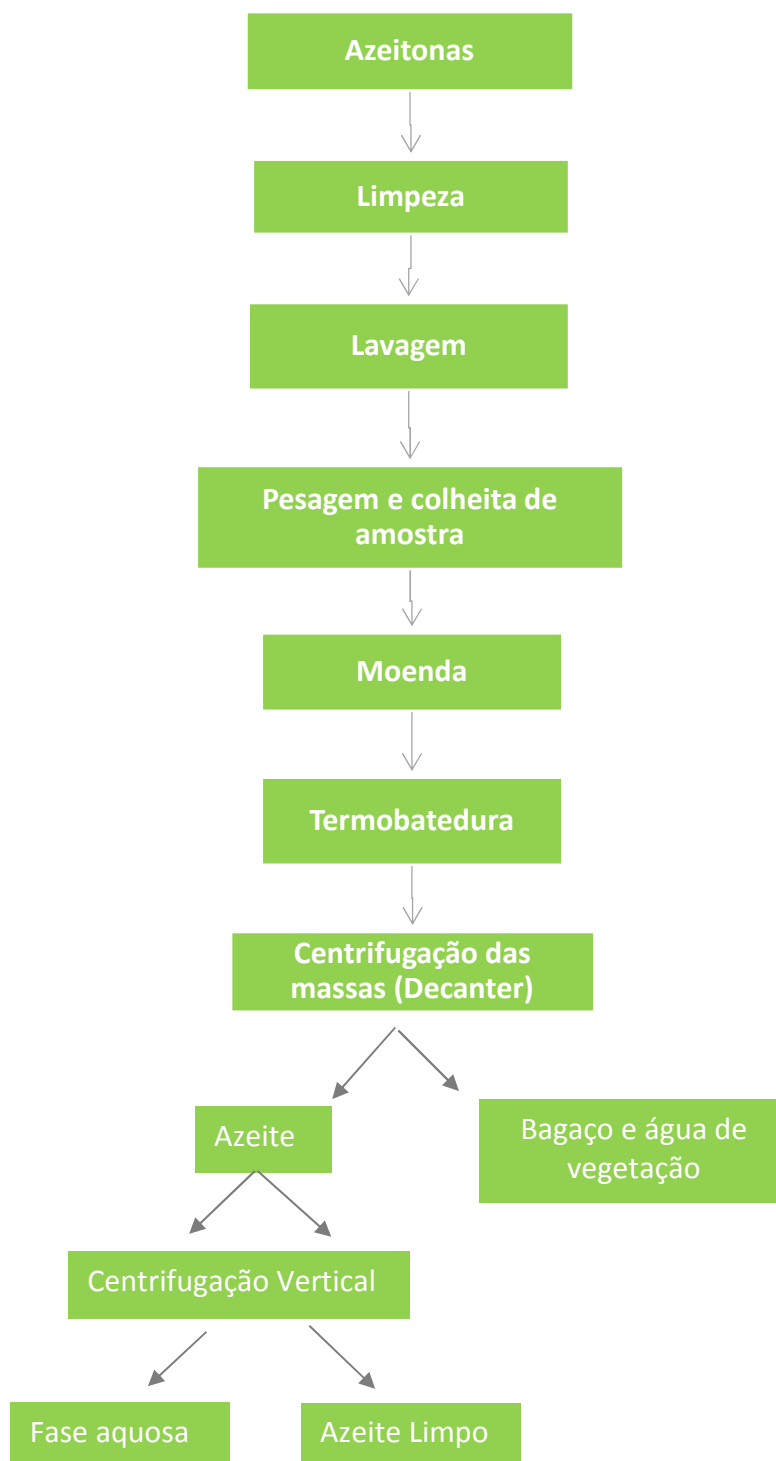 Azeitonas
Limpeza
Lavagem
Pesagem e colheita de
amostra
Moenda
Termobatedura
Centrifugação das
massas (Decanter)
Azeite
Bagaço e água de
vegetação
Centrifugação Vertical
Fase aquosa
Azeite Limpo